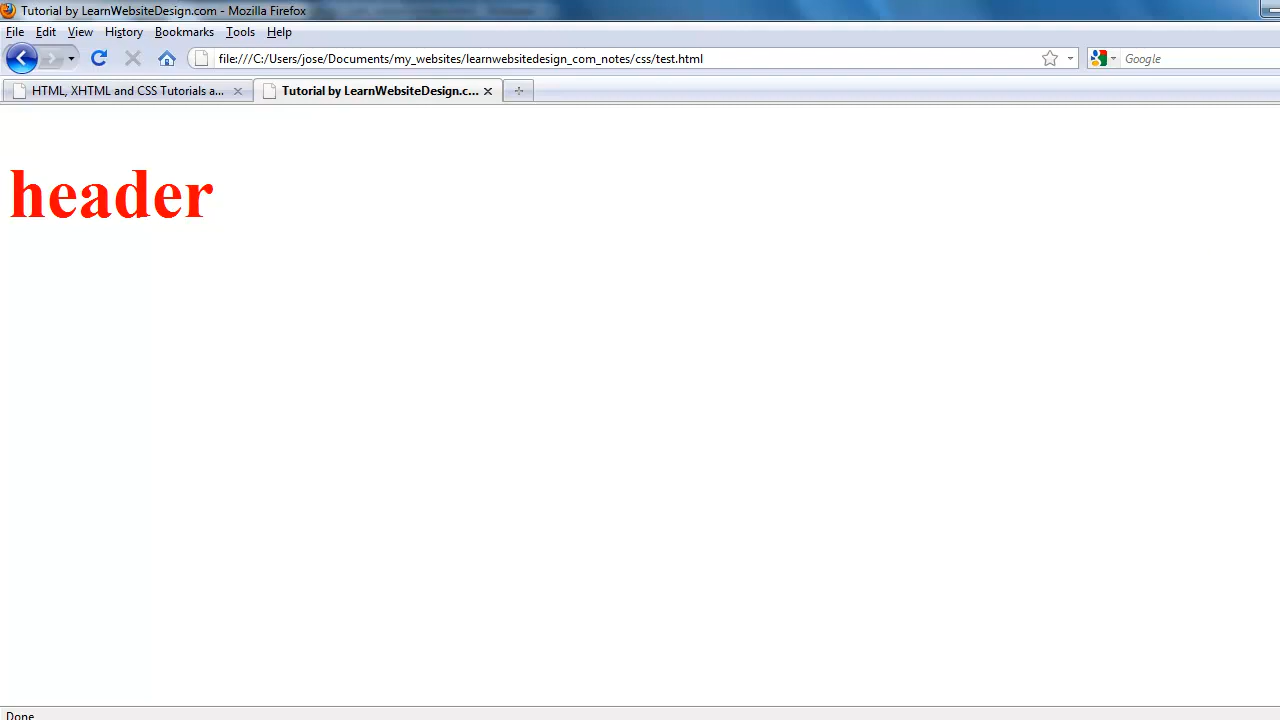 Tutorial by LearnWebsiteDesign.com - Mozilla Firefox
File Edit View History Bookmarks Tools Help
file:///C:/Users/jose/Documents/my_websites/learnwebsitedesign_com_notes/css/test.html Google
HTML, XHTML and CSS Tutorials a... Tutorial by LearnWebsiteDesign.c...
header
Done